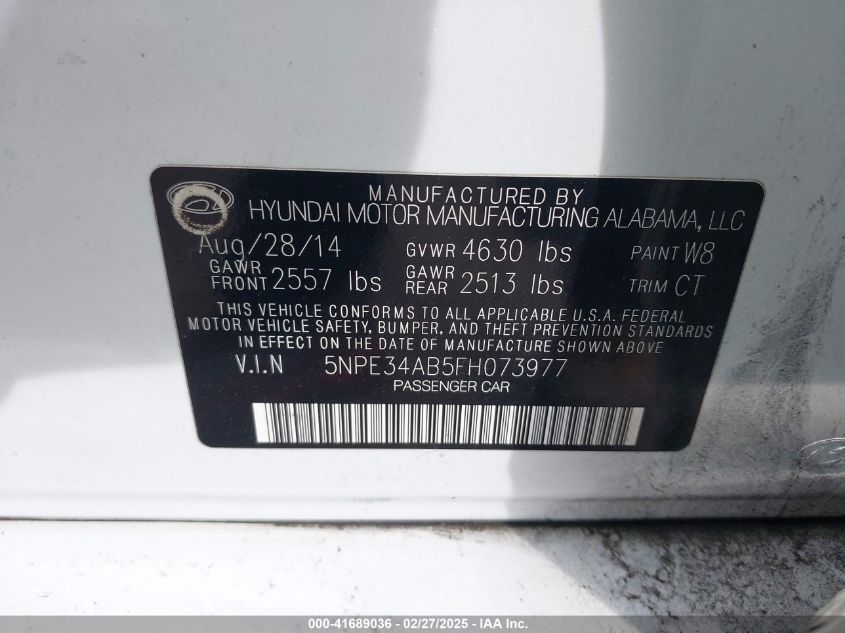 MANUFACTURED BY
HYUNDAI MOTOR MANUFACTURING ALABAMA, LLC
Aug/28/14 GVWR 4630 lbs PAINT W8
GAWR FRONT 2557 lbs GAWR REAR 2513 lbs TRIM CT
THIS VEHICLE CONFORMS TO ALL APPLICABLE U.S.A. FEDERAL
MOTOR VEHICLE SAFETY, BUMPER, AND THEFT PREVENTION STANDARDS
IN EFFECT ON THE DATE OF MANUFACTURE SHOWN ABOVE.
V.I.N 5NPE34AB5FH073977
PASSENGER CAR
000-41689036 - 02/27/2025 - IAA Inc.